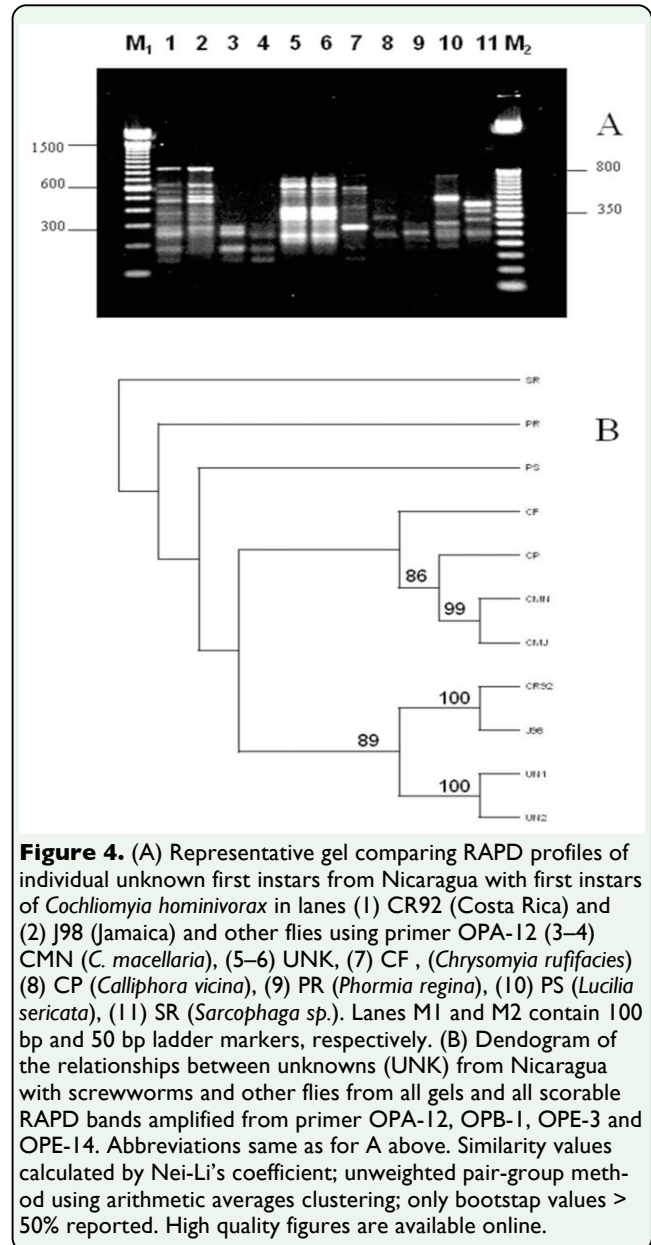 M₁ 1 2 3 4 5 6 7 8 9 10 11 M₂
A
1500
600
300
800
350
B
SR
PR
PS
CF
CP
86
CMN
99
CMJ
CR92
100
J98
89
UN1
100
UN2
Figure 4. (A) Representative gel comparing RAPD profiles of
individual unknown first instars from Nicaragua with first instars
of Cochliomyia hominivorax in lanes (1) CR92 (Costa Rica) and
(2) J98 (Jamaica) and other flies using primer OPA-12 (3–4)
CMN (C. macellaria), (5–6) UNK, (7) CF , (Chrysomyia rufifacies)
(8) CP (Calliphora vicina), (9) PR (Phormia regina), (10) PS (Lucilia
sericata), (11) SR (Sarcophaga sp.). Lanes M1 and M2 contain 100
bp and 50 bp ladder markers, respectively. (B) Dendogram of
the relationships between unknowns (UNK) from Nicaragua
with screwworms and other flies from all gels and all scorable
RAPD bands amplified from primer OPA-12, OPB-1, OPE-3 and
OPE-14. Abbreviations same as for A above. Similarity values
calculated by Nei-Li's coefficient; unweighted pair-group meth-
od using arithmetic averages clustering; only bootstap values >
50% reported. High quality figures are available online.